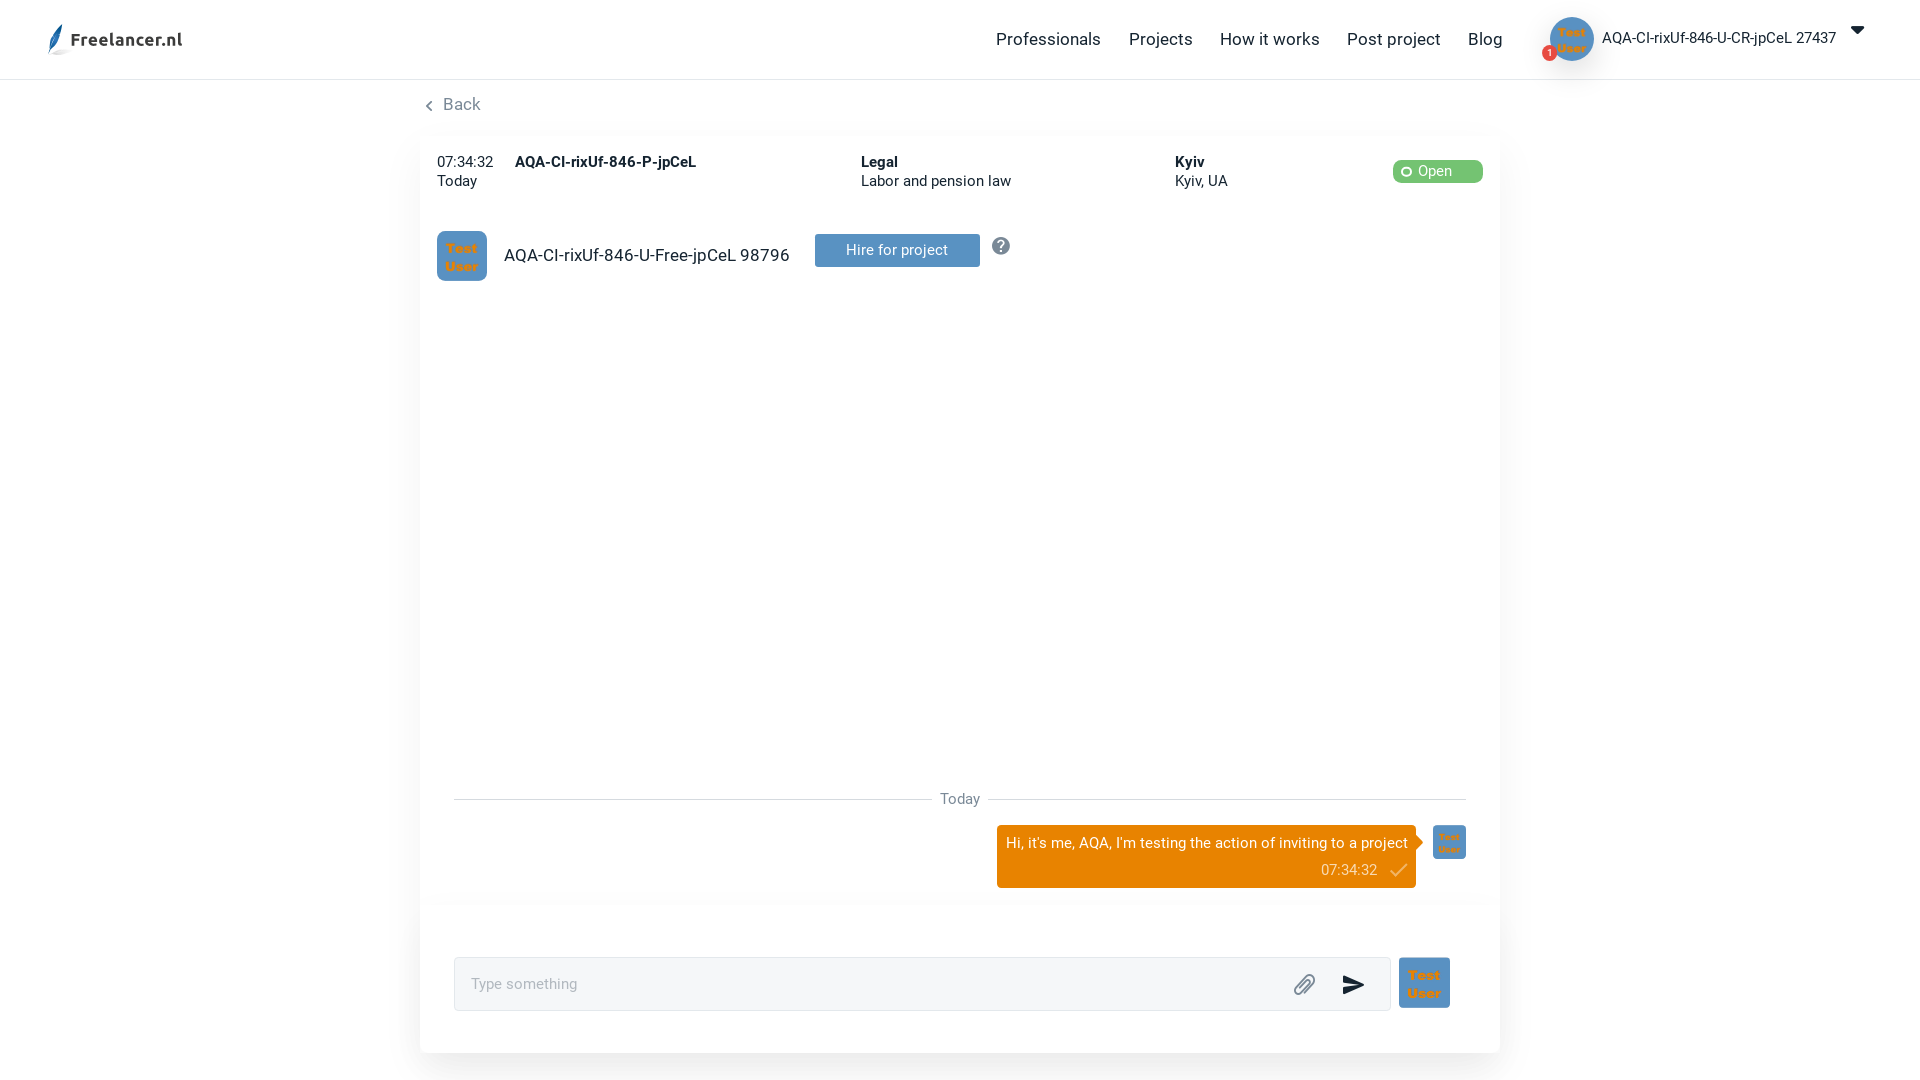 Freelancer.nl
Professionals
Projects
How it works
Post project
Blog
Test
User
1
AQA-CI-rixUf-846-U-CR-jpCeL 27437
Back
07:34:32
Today
AQA-CI-rixUf-846-P-jpCeL
Legal
Labor and pension law
Kyiv
Kyiv, UA
Open
Test
User
AQA-CI-rixUf-846-U-Free-jpCeL 98796
Hire for project
?
Today
Hi, it's me, AQA, I'm testing the action of inviting to a project
07:34:32
Test
User
Type something
Test
User